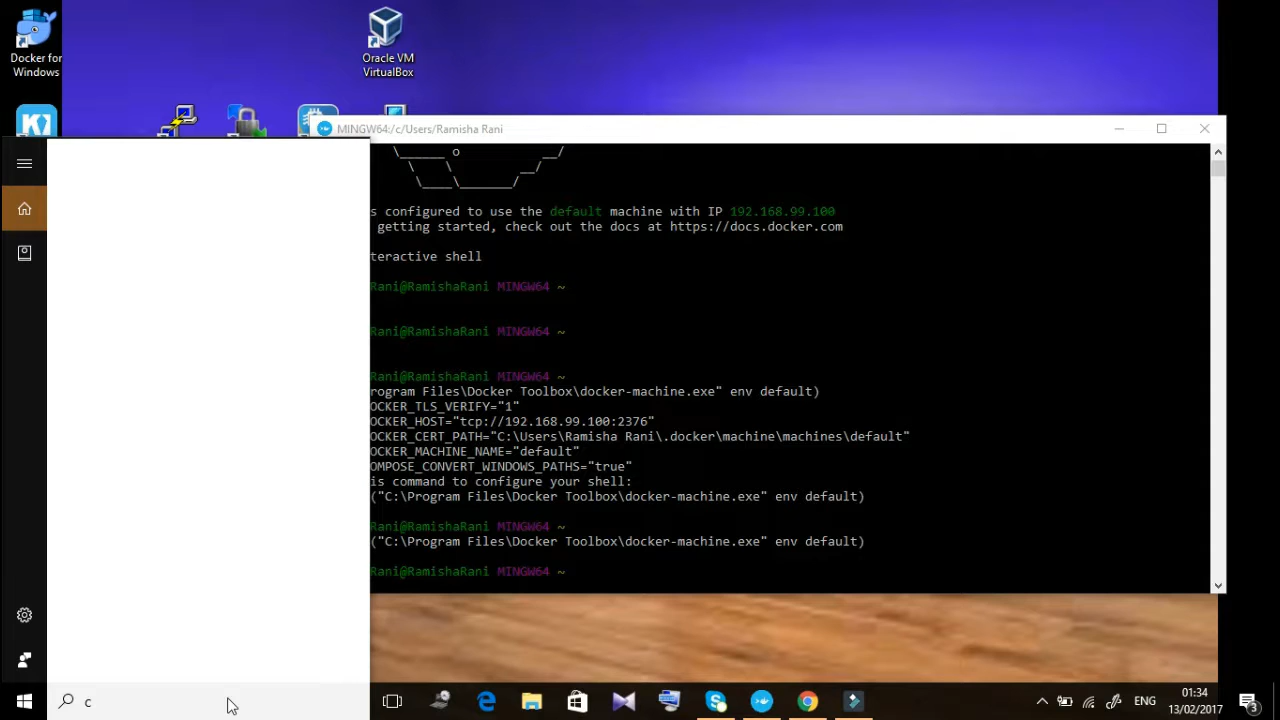 Docker for
Windows
Oracle VM
VirtualBox
MINGW64:/c/Users/Ramisha Rani
s configured to use the default machine with IP 192.168.99.100
getting started, check out the docs at https://docs.docker.com
teractive shell
Rani@RamishaRani MINGW64 ~
Rani@RamishaRani MINGW64 ~
Rani@RamishaRani MINGW64 ~
rogram Files\Docker Toolbox\docker-machine.exe" env default)
OCKER_TLS_VERIFY="1"
OCKER_HOST="tcp://192.168.99.100:2376"
OCKER_CERT_PATH="C:\Users\Ramisha Rani\.docker\machine\machines\default"
OCKER_MACHINE_NAME="default"
OMPOSE_CONVERT_WINDOWS_PATHS="true"
is command to configure your shell:
("C:\Program Files\Docker Toolbox\docker-machine.exe" env default)
Rani@RamishaRani MINGW64 ~
("C:\Program Files\Docker Toolbox\docker-machine.exe" env default)
Rani@RamishaRani MINGW64 ~
c
ENG
01:34
13/02/2017
3